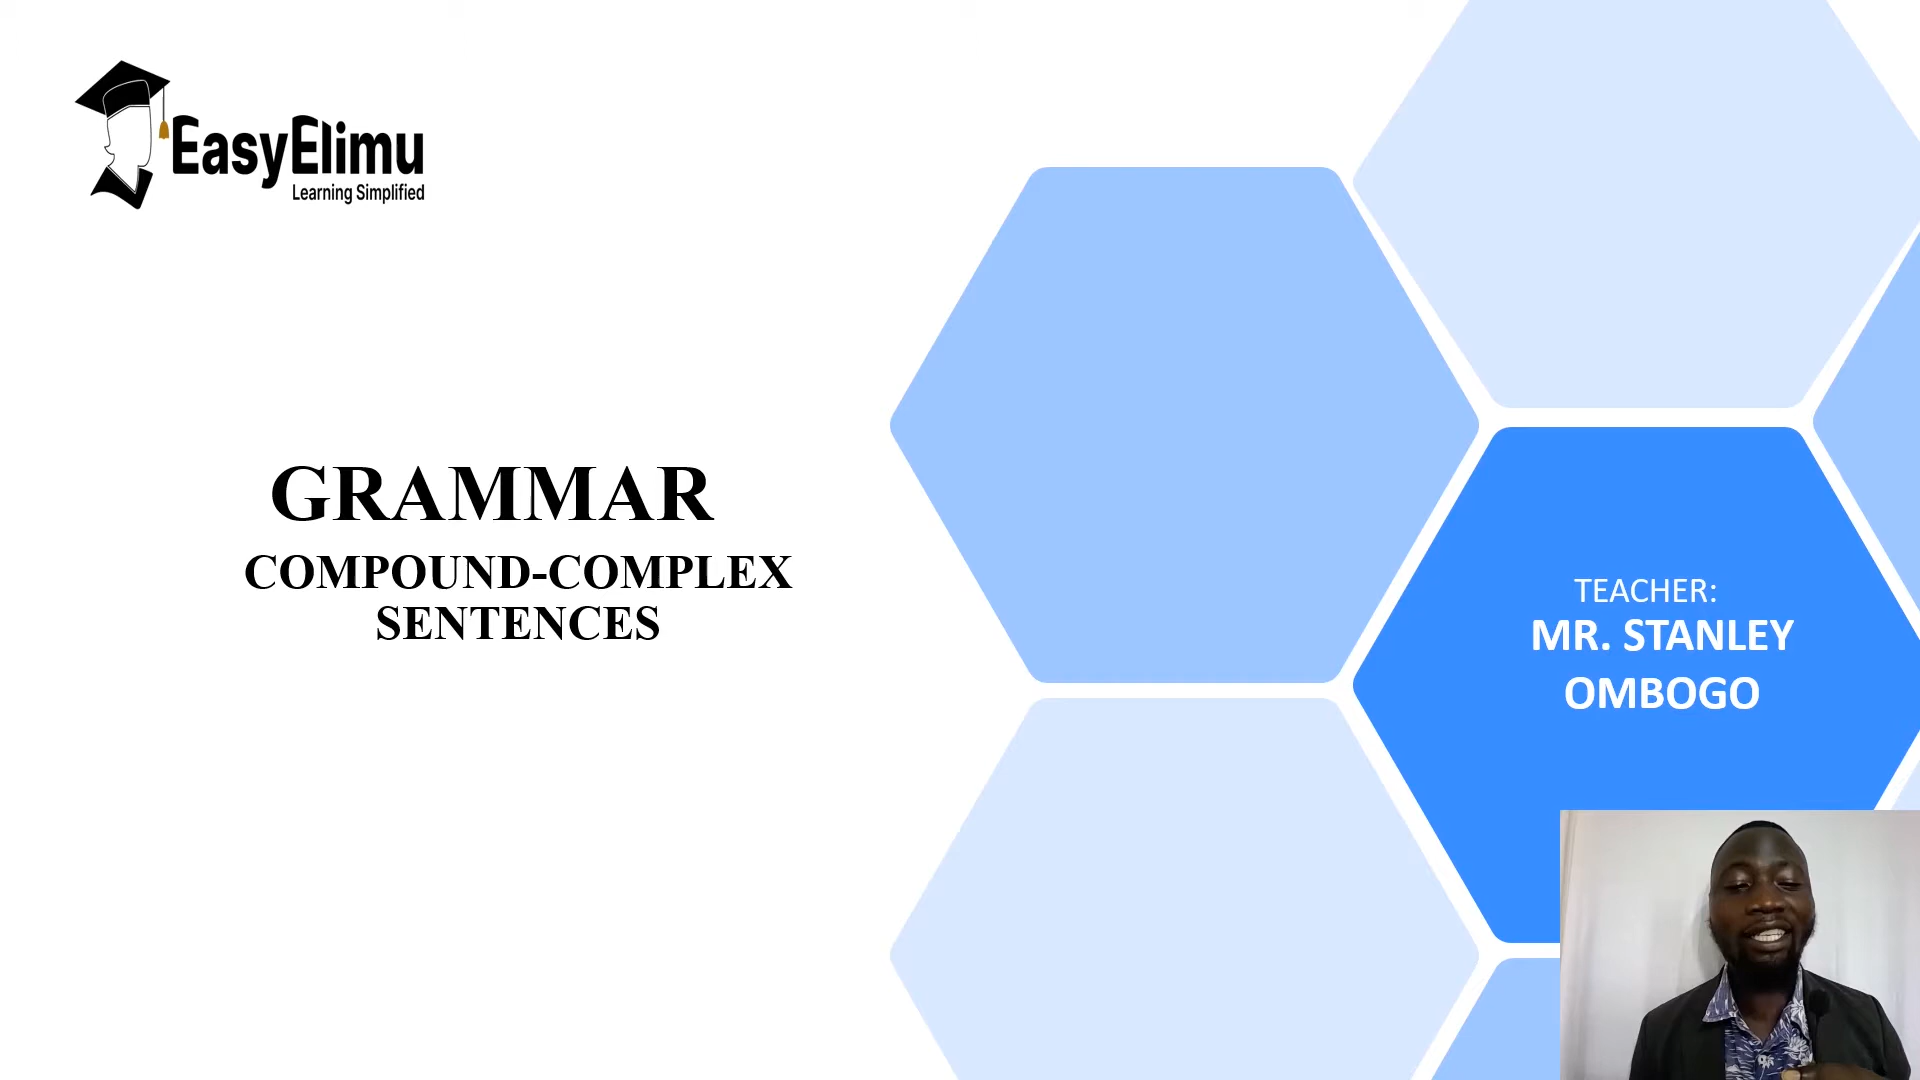 EasyElimu
Learning Simplified
GRAMMAR
COMPOUND-COMPLEX
SENTENCES
TEACHER:
MR. STANLEY
OMBOGO